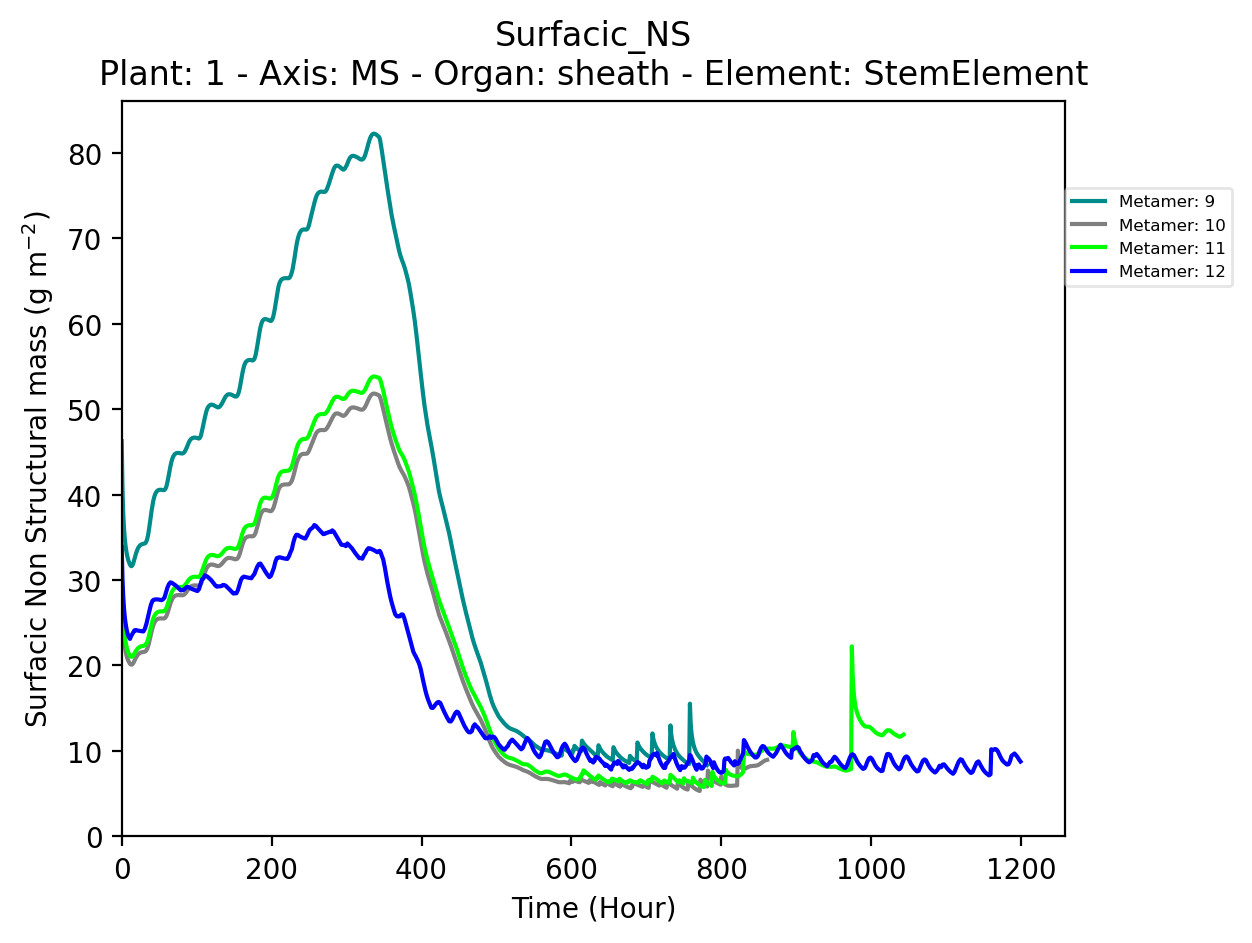 Surfacic_NS
Plant: 1 - Axis: MS - Organ: sheath - Element: StemElement
Surfacic Non Structural mass (g m⁻²)
80
70
60
50
40
30
20
10
0
0 200 400 600 800 1000 1200
Time (Hour)
Metamer: 9
Metamer: 10
Metamer: 11
Metamer: 12